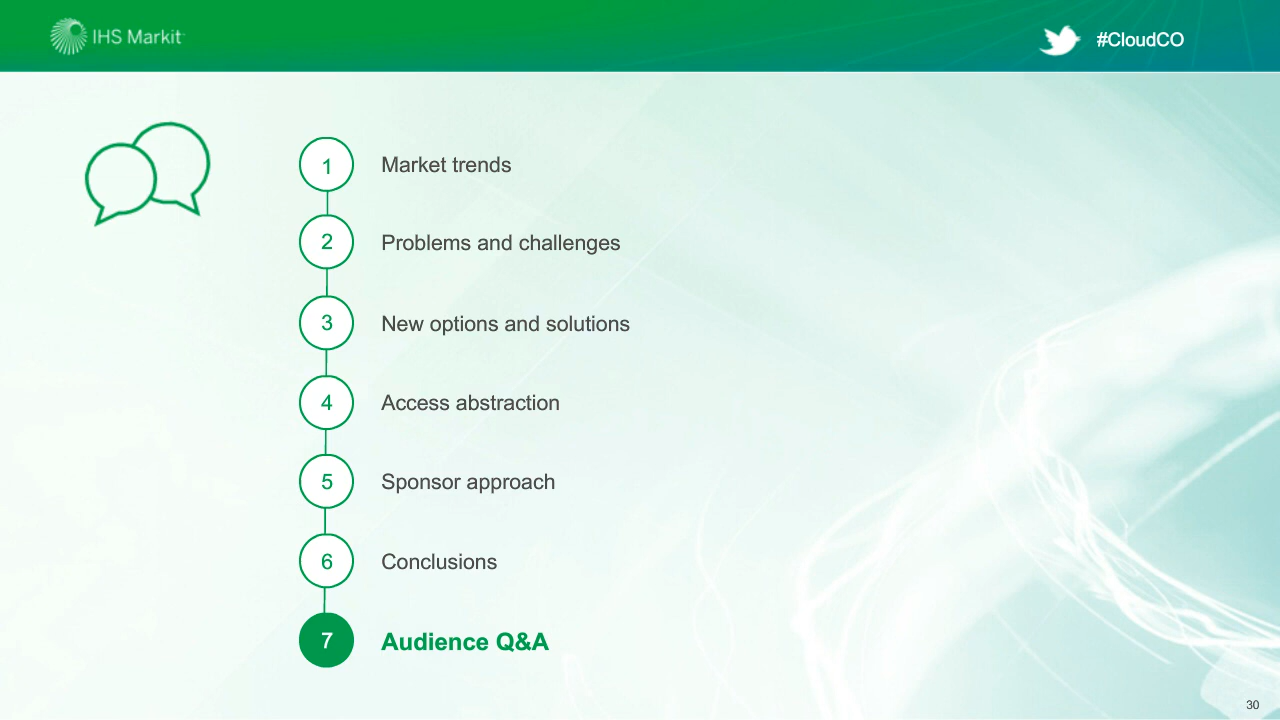 IHS Markit
#CloudCO
1 Market trends
2 Problems and challenges
3 New options and solutions
4 Access abstraction
5 Sponsor approach
6 Conclusions
7 Audience Q&A
30